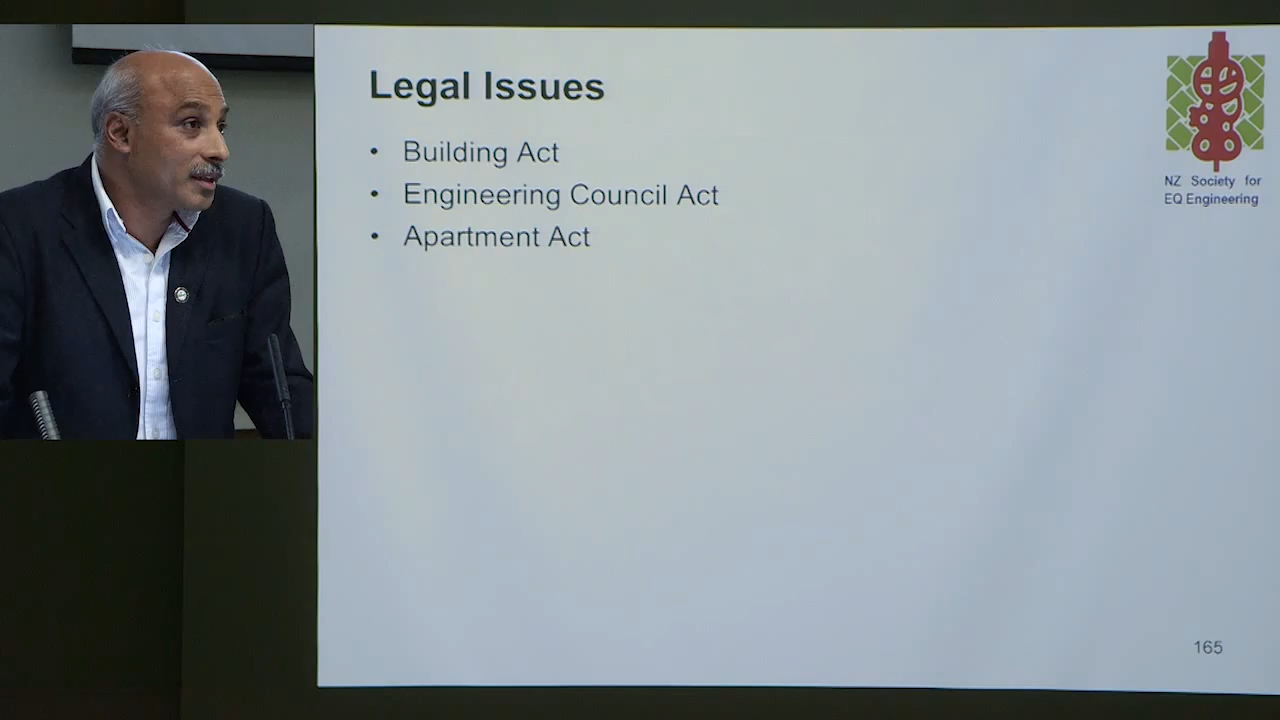 Legal Issues
• Building Act
• Engineering Council Act
• Apartment Act
NZ Society for
EQ Engineering
165